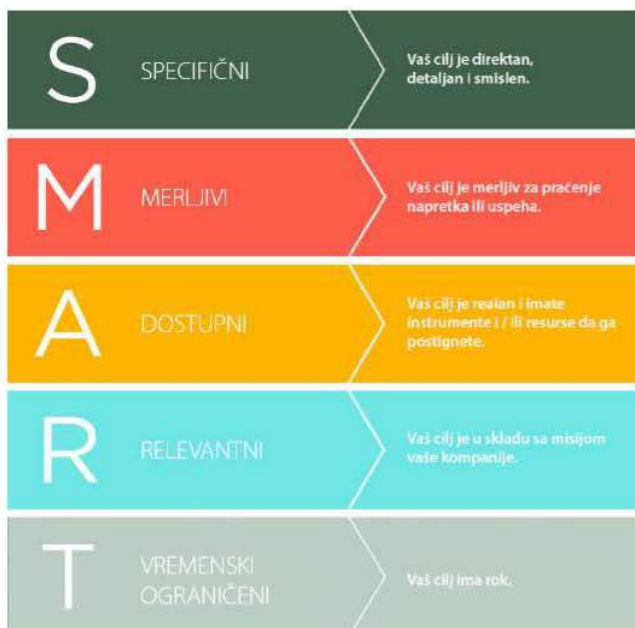 S
SPECIFIČNI
Vaš cilj je direktan,
detaljan i smislen.
M
MERLJIVI
Vaš cilj je merljiv za praćenje
napretka ili uspeha.
A
DOSTUPNI
Vaš cilj je realan i imate
instrumente i / ili resurse da ga
postignete.
R
RELEVANTNI
Vaš cilj je u skladu sa misijom
vaše kompanije.
T
VREMENSKI
OGRANIČENI
Vaš cilj ima rok.